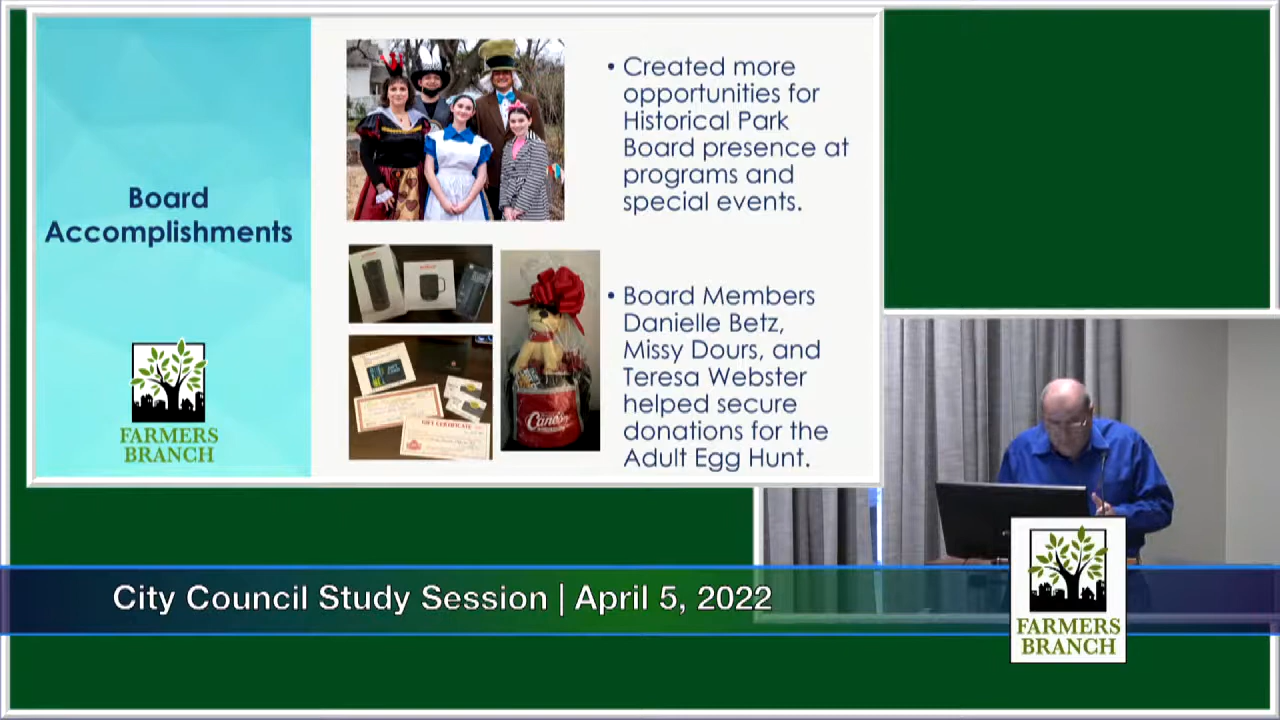 Board
Accomplishments
FARMERS
BRANCH
• Created more
opportunities for
Historical Park
Board presence at
programs and
special events.
• Board Members
Danielle Betz,
Missy Dours, and
Teresa Webster
helped secure
donations for the
Adult Egg Hunt.
GIFT CERTIFICATE
Cane's
City Council Study Session | April 5, 2022
FARMERS
BRANCH